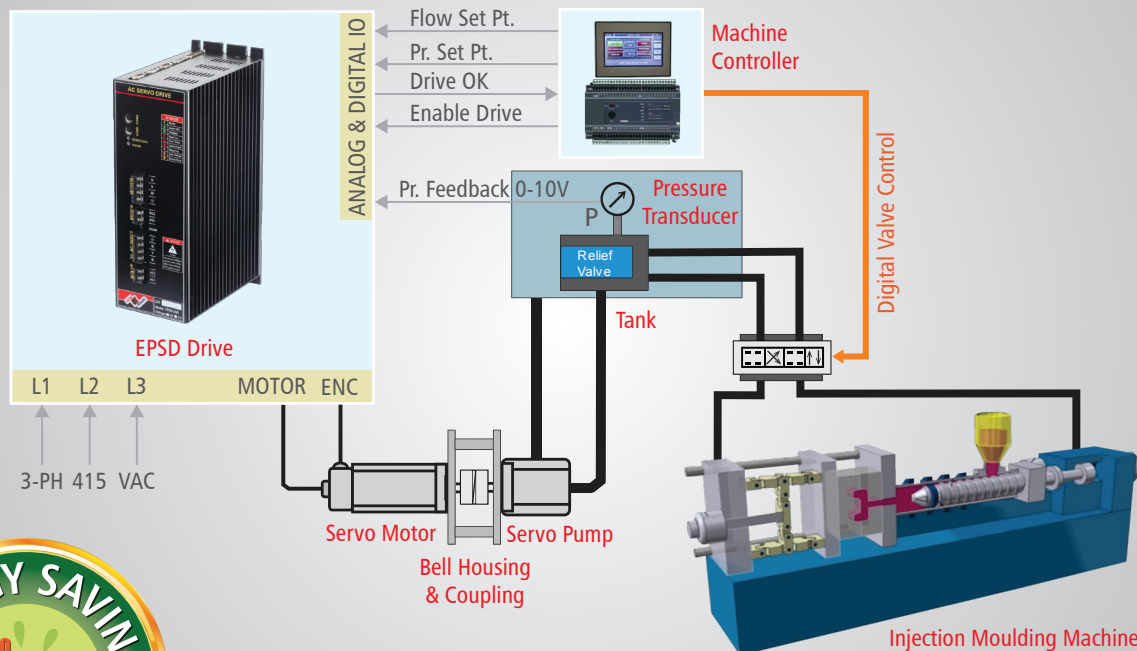 Flow Set Pt.
Pr. Set Pt.
Drive OK
Enable Drive
Machine
Controller
ANALOG & DIGITAL IO
AC SERVO DRIVE
Pr. Feedback 0-10V
P
Pressure
Transducer
Relief
Valve
Tank
Digital Valve Control
EPSD Drive
L1 L2 L3 MOTOR ENC
3-PH 415 VAC
Servo Motor
Servo Pump
Bell Housing
& Coupling
Injection Moulding Machine